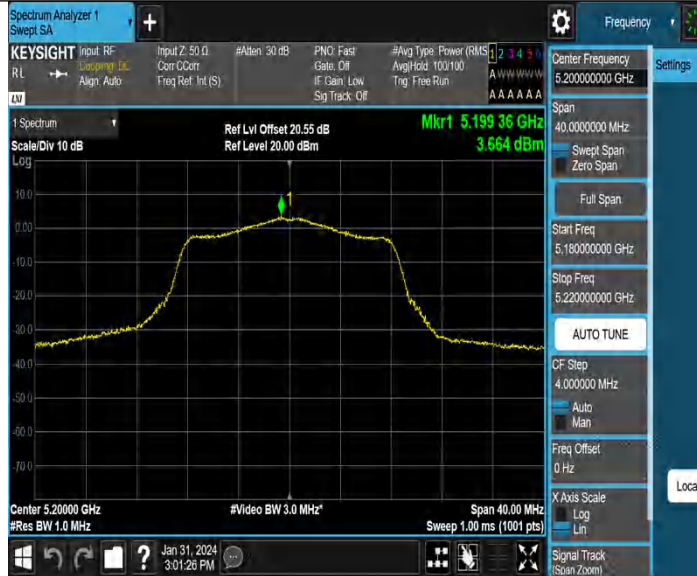 Spectrum Analyzer 1
Swept SA
+
Frequency
KEYSIGHT
Input: RF
Coupling: DC
Align: Auto
Input Z: 50 Ω
Corr CCorr
Freq Ref: Int (S)
#Atten: 30 dB
PNO: Fast
Gate: Off
IF Gain: Low
Sig Track: Off
#Avg Type: Power (RMS
Avg|Hold: 100/100
Trig: Free Run
1 2 3 4 5 6
A W W W W W
A A A A A A
R L
1 Spectrum
Scale/Div 10 dB
Ref Lvl Offset 20.55 dB
Ref Level 20.00 dBm
Mkr1 5.199 36 GHz
3.664 dBm
Log
10.0
0.00
-10.0
-20.0
-30.0
-40.0
-50.0
-60.0
-70.0
1
Center 5.20000 GHz
#Res BW 1.0 MHz
#Video BW 3.0 MHz*
Span 40.00 MHz
Sweep 1.00 ms (1001 pts)
?
Jan 31, 2024
3:01:26 PM
Center Frequency
5.200000000 GHz
Span
40.0000000 MHz
Swept Span
Zero Span
Full Span
Start Freq
5.180000000 GHz
Stop Freq
5.220000000 GHz
AUTO TUNE
CF Step
4.000000 MHz
Auto
Man
Freq Offset
0 Hz
X Axis Scale
Log
Lin
Signal Track
(Span Zoom)
Settings
Loca